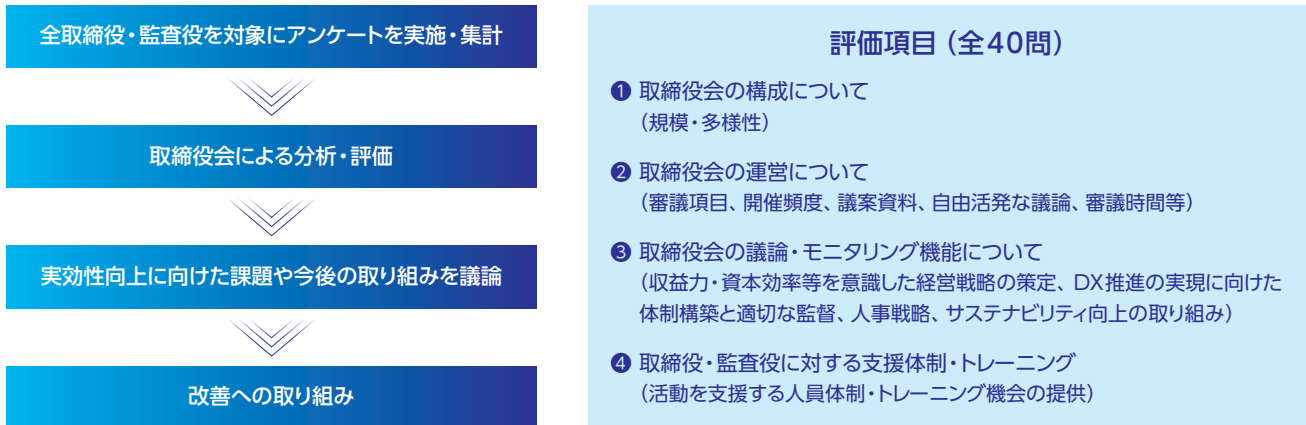 全取締役・監査役を対象にアンケートを実施・集計
取締役会による分析・評価
実効性向上に向けた課題や今後の取り組みを議論
改善への取り組み
評価項目（全40問）
❶ 取締役会の構成について
（規模・多様性）
❷ 取締役会の運営について
（審議項目、開催頻度、議案資料、自由活発な議論、審議時間等）
❸ 取締役会の議論・モニタリング機能について
（収益力・資本効率等を意識した経営戦略の策定、DX推進の実現に向けた
体制構築と適切な監督、人事戦略、サステナビリティ向上の取り組み）
❹ 取締役・監査役に対する支援体制・トレーニング
（活動を支援する人員体制・トレーニング機会の提供）